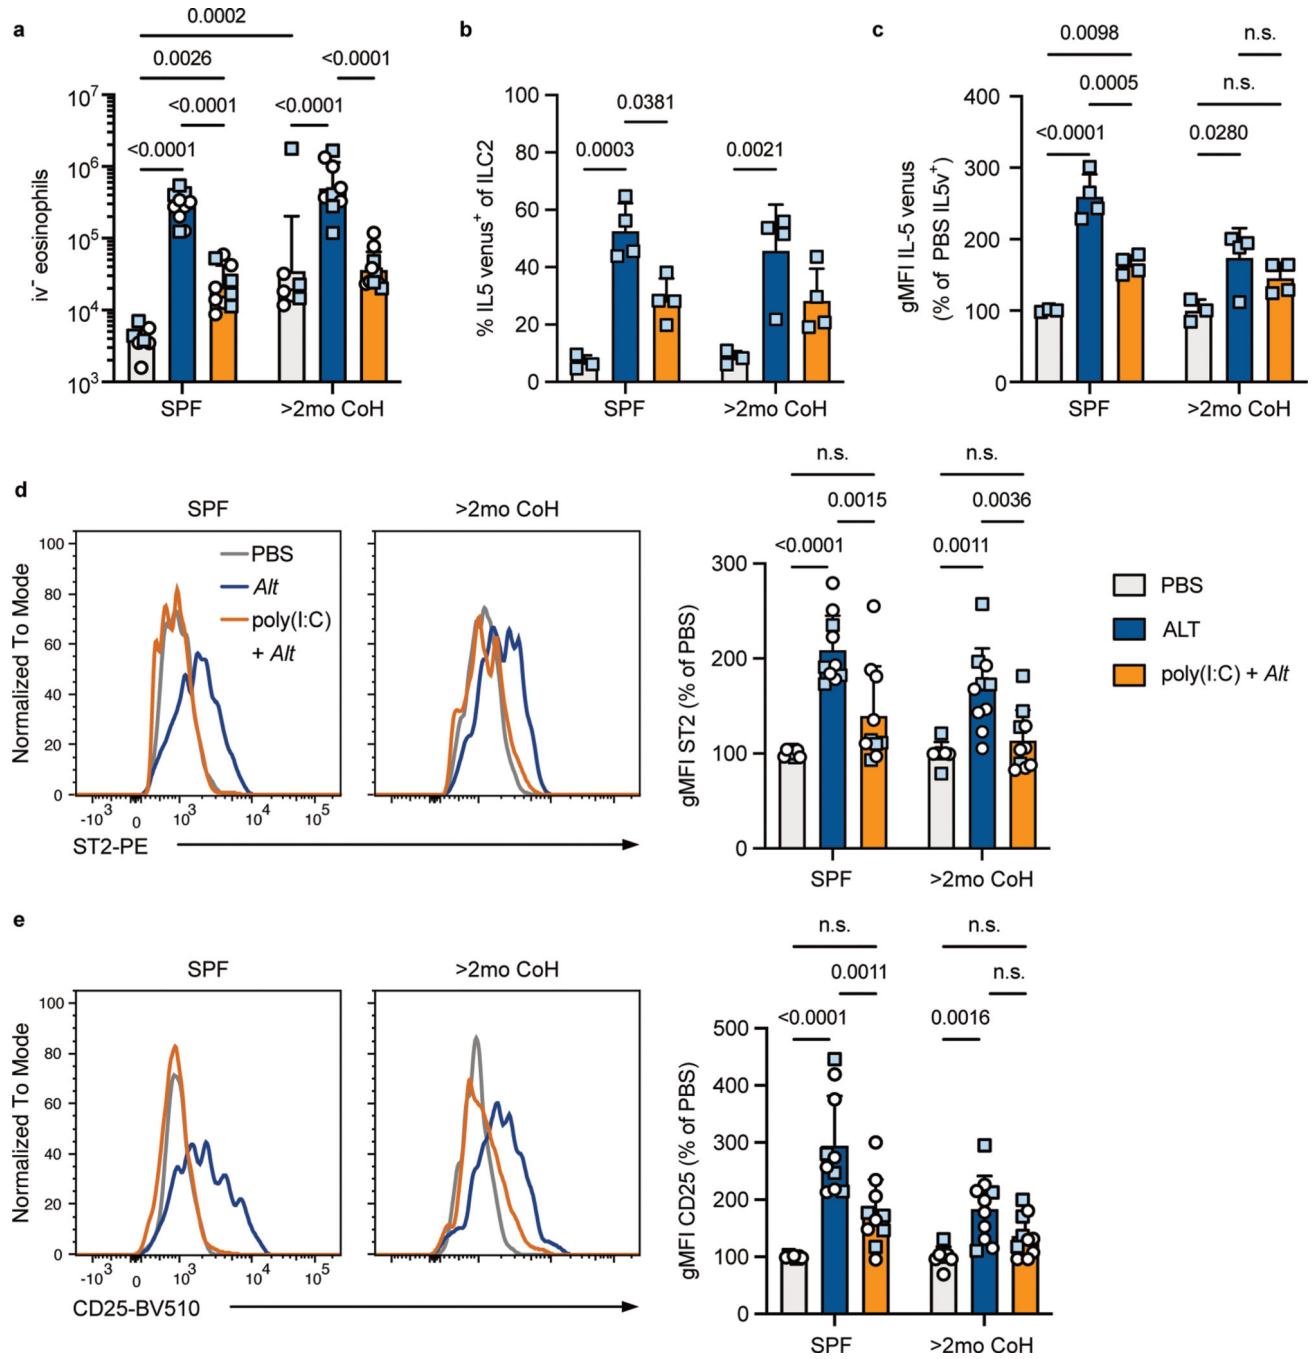 a
0.0002
0.0026
<0.0001
<0.0001
<0.0001
<0.0001
iv⁻ eosinophils
10⁷
10⁶
10⁵
10⁴
10³
SPF
>2mo CoH
b
0.0381
0.0003
0.0021
% IL5 venus⁺ of ILC2
100
80
60
40
20
0
SPF
>2mo CoH
c
n.s.
0.0098
0.0005
n.s.
<0.0001
0.0280
gMFI IL-5 venus
(% of PBS IL5v⁺)
400
300
200
100
0
SPF
>2mo CoH
d
SPF
>2mo CoH
PBS
Alt
poly(I:C)
+ Alt
Normalized To Mode
100
80
60
40
20
0
-10³ 0 10³ 10⁴ 10⁵
ST2-PE
n.s.
n.s.
0.0015
0.0036
<0.0001
0.0011
gMFI ST2 (% of PBS)
300
200
100
0
SPF
>2mo CoH
PBS
ALT
poly(I:C) + Alt
e
SPF
>2mo CoH
Normalized To Mode
100
80
60
40
20
0
-10³ 0 10³ 10⁴ 10⁵
CD25-BV510
n.s.
n.s.
0.0011
n.s.
<0.0001
0.0016
gMFI CD25 (% of PBS)
500
400
300
200
100
0
SPF
>2mo CoH